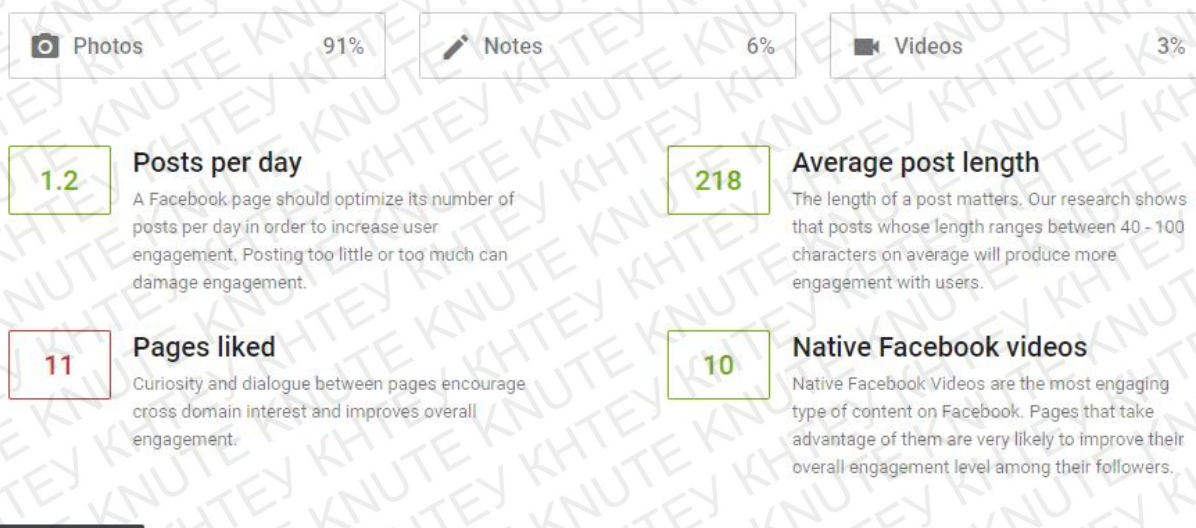 Photos 91%
Notes 6%
Videos 3%
1.2
Posts per day
A Facebook page should optimize its number of
posts per day in order to increase user
engagement. Posting too little or too much can
damage engagement.
218
Average post length
The length of a post matters. Our research shows
that posts whose length ranges between 40 - 100
characters on average will produce more
engagement with users.
11
Pages liked
Curiosity and dialogue between pages encourage
cross domain interest and improves overall
engagement.
10
Native Facebook videos
Native Facebook Videos are the most engaging
type of content on Facebook. Pages that take
advantage of them are very likely to improve their
overall engagement level among their followers.
КНТЕУ KNUTE